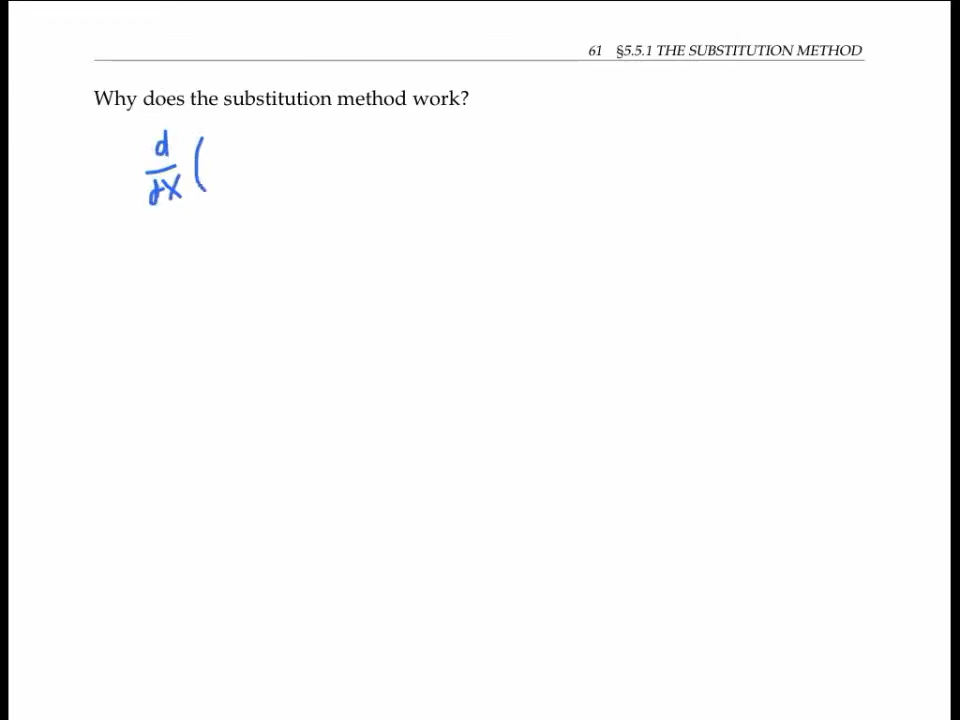 61 §5.5.1 THE SUBSTITUTION METHOD
Why does the substitution method work?
d
dx (